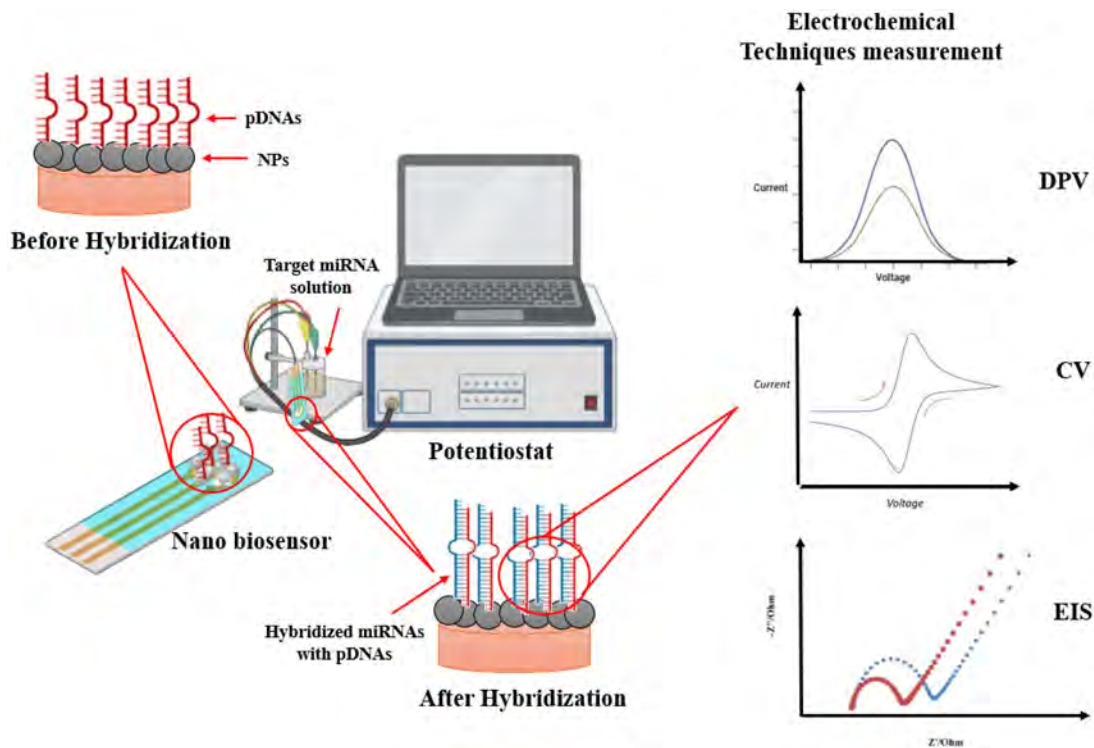 Electrochemical
Techniques measurement
pDNAs
NPs
Before Hybridization
Target miRNA
solution
Potentiostat
Nano biosensor
Hybridized miRNAs
with pDNAs
After Hybridization
Current
DPV
Voltage
Current
CV
Voltage
-Z''/Ohm
EIS
Z'/Ohm